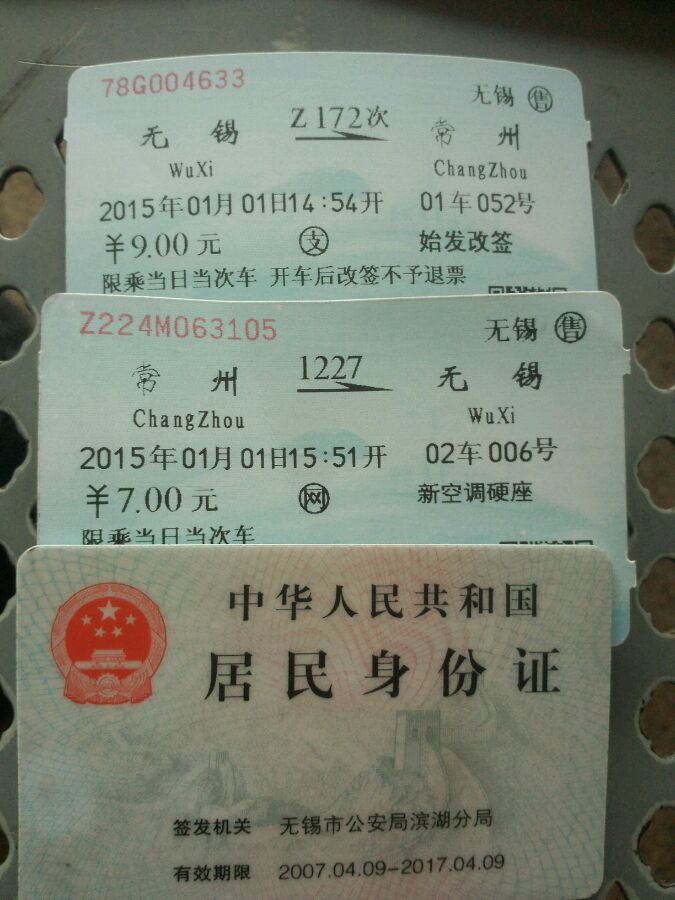 78G004633
无锡 售
无锡 Z172次 常州
WuXi ChangZhou
2015年01月01日14:54开 01车052号
￥9.00元 支 始发改签
限乘当日当次车 开车后改签不予退票
Z224M063105
无锡 售
常州 1227 无锡
ChangZhou WuXi
2015年01月01日15:51开 02车006号
￥7.00元 网 新空调硬座
限乘当日当次车
中华人民共和国
居民身份证
签发机关 无锡市公安局滨湖分局
有效期限 2007.04.09-2017.04.09